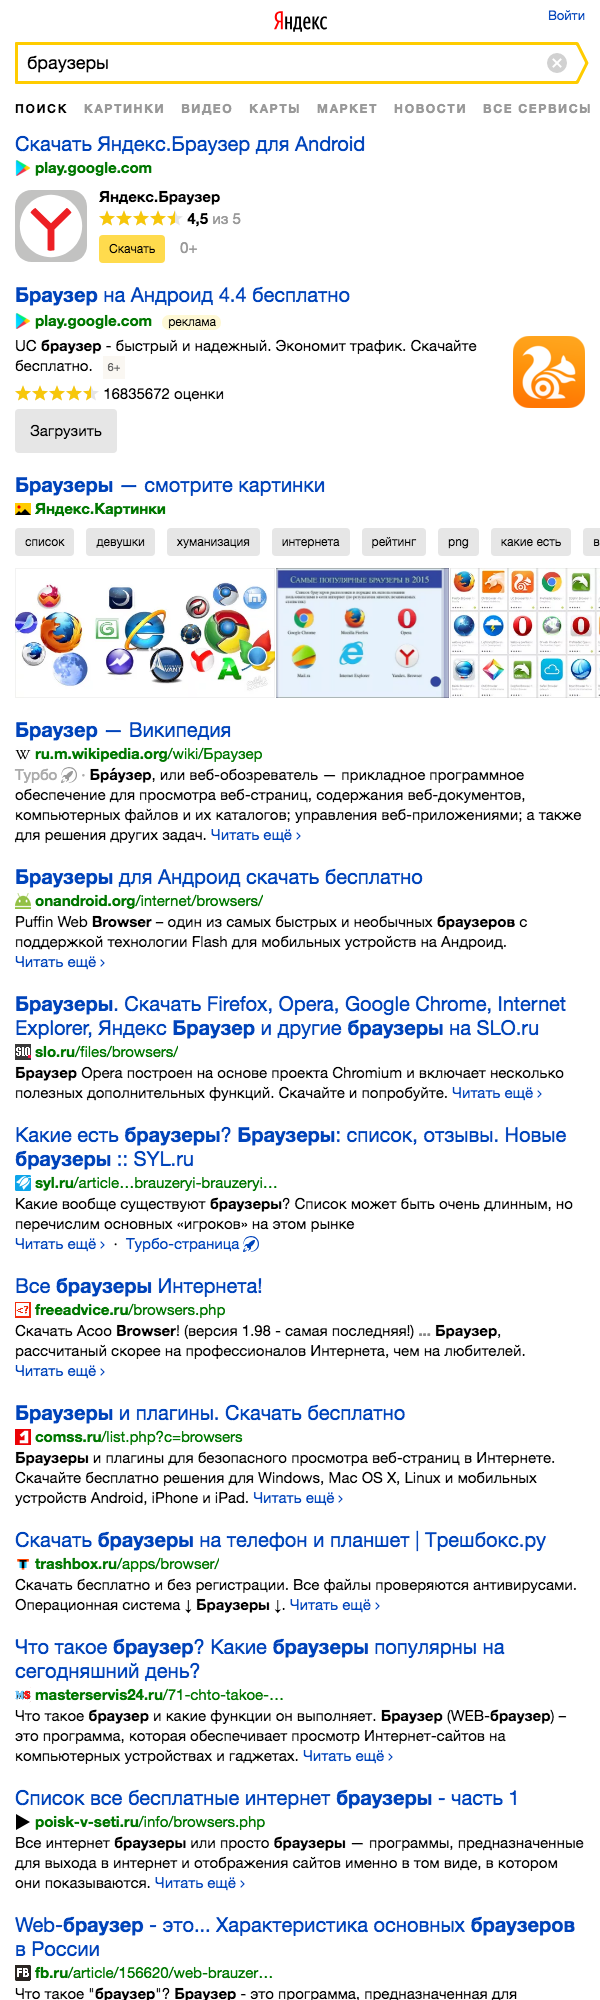 Яндекс
Войти
браузеры
ПОИСК КАРТИНКИ ВИДЕО КАРТЫ МАРКЕТ НОВОСТИ ВСЕ СЕРВИСЫ
Скачать Яндекс.Браузер для Android
play.google.com
Яндекс.Браузер
4,5 из 5
Скачать 0+
Браузер на Андроид 4.4 бесплатно
play.google.com реклама
UC браузер - быстрый и надежный. Экономит трафик. Скачайте
бесплатно. 6+
16835672 оценки
Загрузить
Браузеры — смотрите картинки
Яндекс.Картинки
список девушки хуманизация интернета рейтинг png какие есть в
САМЫЕ ПОПУЛЯРНЫЕ БРАУЗЕРЫ В 2015
Google Chrome Mozilla Firefox Opera
Mail.ru Internet Explorer Yandex. Browser
Браузер — Википедия
ru.m.wikipedia.org/wiki/Браузер
Турбо · Бра́узер, или веб-обозреватель — прикладное программное
обеспечение для просмотра веб-страниц, содержания веб-документов,
компьютерных файлов и их каталогов; управления веб-приложениями; а также
для решения других задач. Читать ещё ›
Браузеры для Андроид скачать бесплатно
onandroid.org/internet/browsers/
Puffin Web Browser – один из самых быстрых и необычных браузеров с
поддержкой технологии Flash для мобильных устройств на Андроид.
Читать ещё ›
Браузеры. Скачать Firefox, Opera, Google Chrome, Internet
Explorer, Яндекс Браузер и другие браузеры на SLO.ru
slo.ru/files/browsers/
Браузер Opera построен на основе проекта Chromium и включает несколько
полезных дополнительных функций. Скачайте и попробуйте. Читать ещё ›
Какие есть браузеры? Браузеры: список, отзывы. Новые
браузеры :: SYL.ru
syl.ru/article…brauzeryi-brauzeryi…
Какие вообще существуют браузеры? Список может быть очень длинным, но
перечислим основных «игроков» на этом рынке
Читать ещё › · Турбо-страница
Все браузеры Интернета!
freeadvice.ru/browsers.php
Скачать Acoo Browser! (версия 1.98 - самая последняя!) ... Браузер,
рассчитаный скорее на профессионалов Интернета, чем на любителей.
Читать ещё ›
Браузеры и плагины. Скачать бесплатно
comss.ru/list.php?c=browsers
Браузеры и плагины для безопасного просмотра веб-страниц в Интернете.
Скачайте бесплатно решения для Windows, Mac OS X, Linux и мобильных
устройств Android, iPhone и iPad. Читать ещё ›
Скачать браузеры на телефон и планшет | Трешбокс.ру
trashbox.ru/apps/browser/
Скачать бесплатно и без регистрации. Все файлы проверяются антивирусами.
Операционная система ↓ Браузеры ↓. Читать ещё ›
Что такое браузер? Какие браузеры популярны на
сегодняшний день?
masterservis24.ru/71-chto-takoe-…
Что такое браузер и какие функции он выполняет. Браузер (WEB-браузер) –
это программа, которая обеспечивает просмотр Интернет-сайтов на
компьютерных устройствах и гаджетах. Читать ещё ›
Список все бесплатные интернет браузеры - часть 1
poisk-v-seti.ru/info/browsers.php
Все интернет браузеры или просто браузеры — программы, предназначенные
для выхода в интернет и отображения сайтов именно в том виде, в котором
они показываются. Читать ещё ›
Web-браузер - это... Характеристика основных браузеров
в России
fb.ru/article/156620/web-brauzer…
Что такое "браузер"? Браузер - это программа, предназначенная для